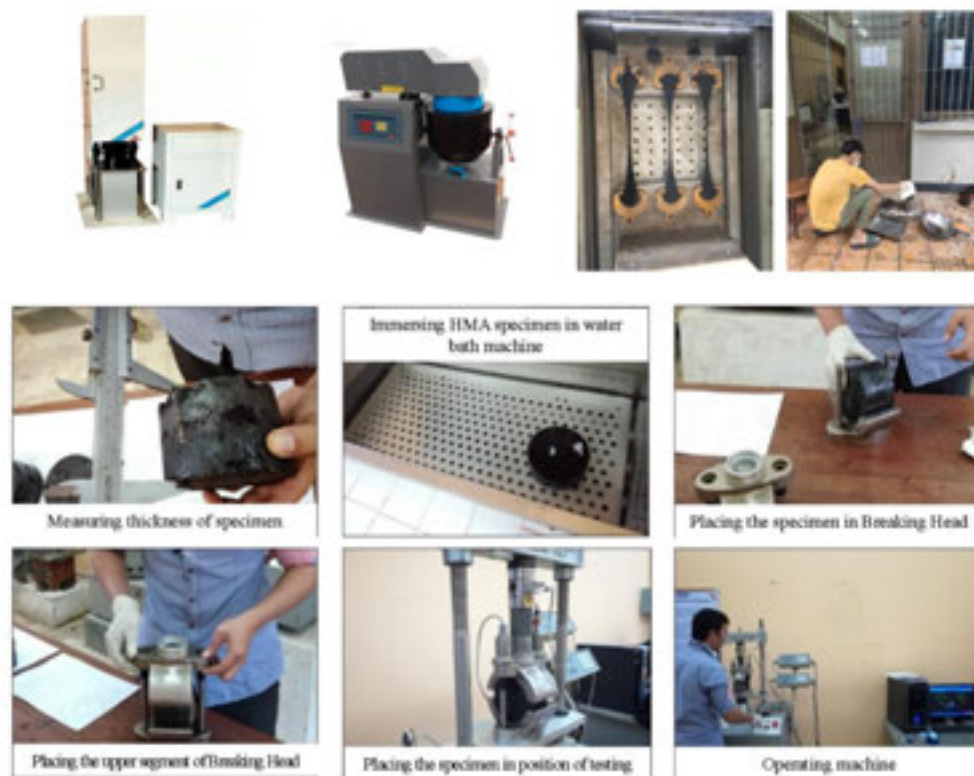 Immersing HMA specimen in water
bath machine
Measuring thickness of specimen
Placing the specimen in Breaking Head
Placing the upper segment of Breaking Head
Placing the specimen in position of testing
Operating machine